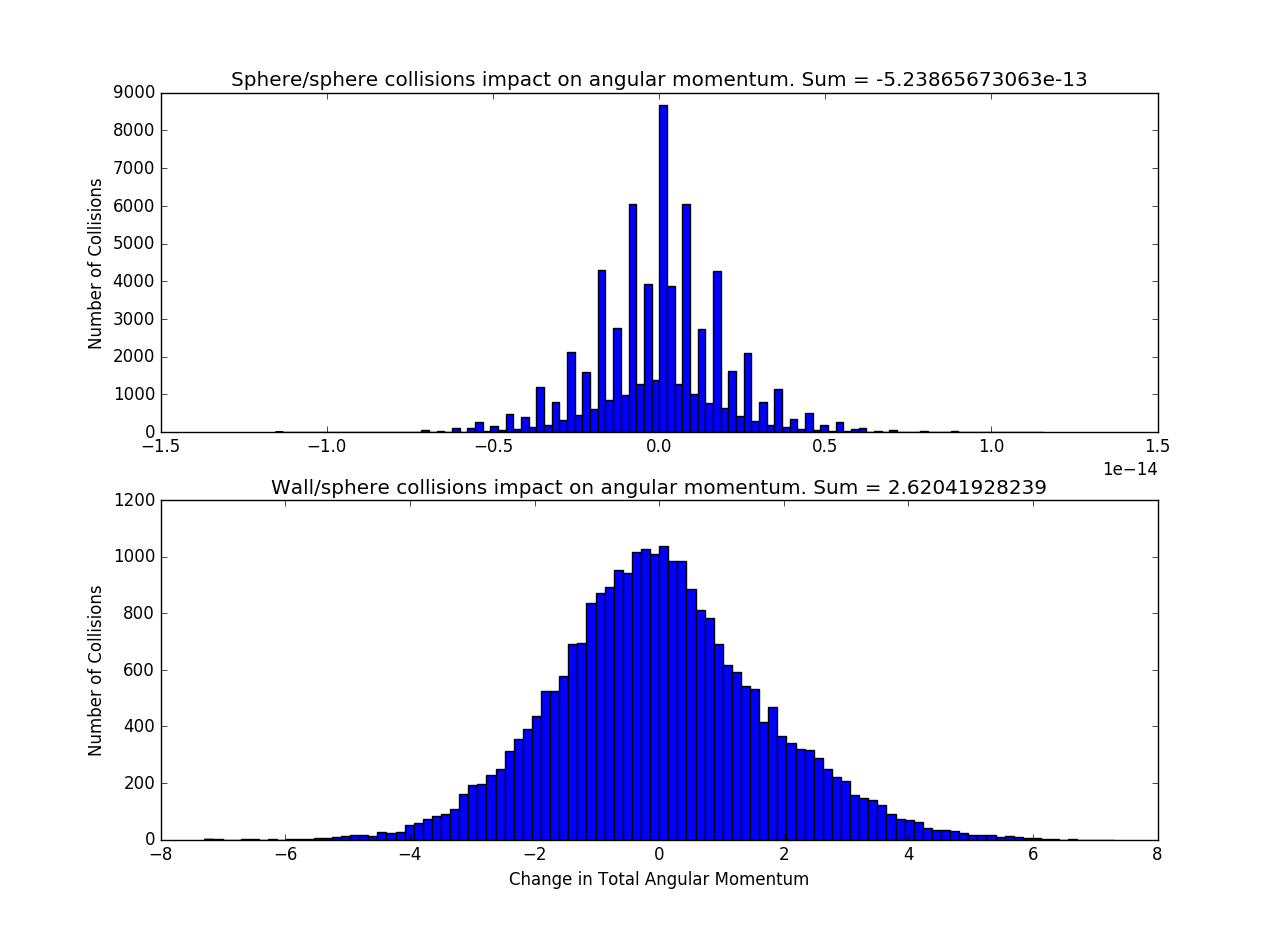 Sphere/sphere collisions impact on angular momentum. Sum = -5.23865673063e-13
9000
8000
7000
6000
5000
4000
3000
2000
1000
0
Number of Collisions
−1.5 −1.0 −0.5 0.0 0.5 1.0 1.5
1e−14
Wall/sphere collisions impact on angular momentum. Sum = 2.62041928239
1200
1000
800
600
400
200
0
Number of Collisions
−8 −6 −4 −2 0 2 4 6 8
Change in Total Angular Momentum